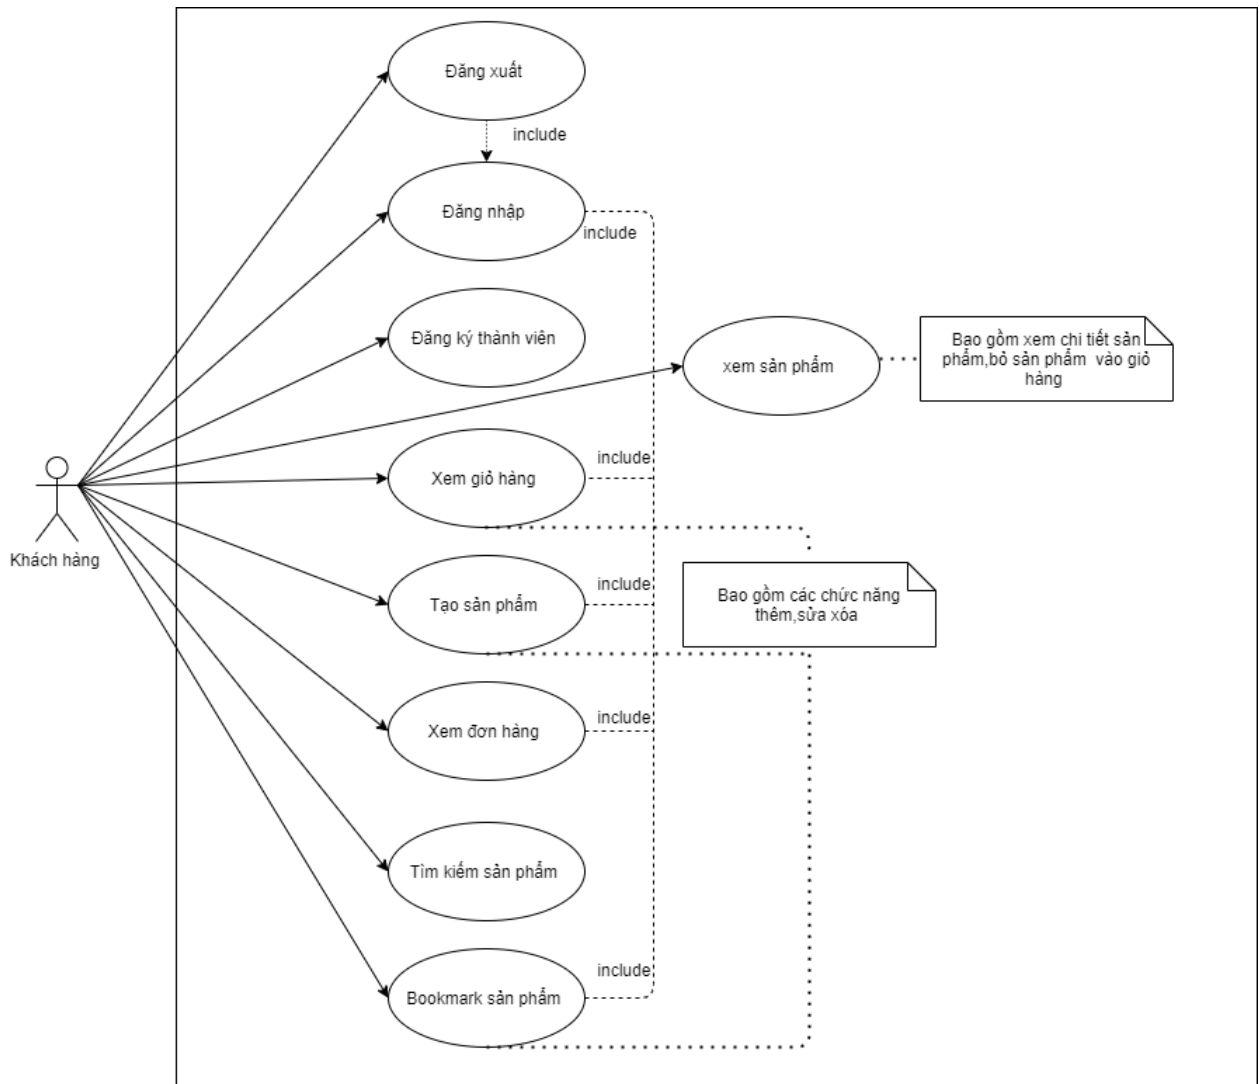 Đăng xuất
include
Đăng nhập
include
Đăng ký thành viên
xem sản phẩm
Bao gồm xem chi tiết sản
phẩm,bỏ sản phẩm  vào giỏ
hàng
include
Xem giỏ hàng
Khách hàng
include
Tạo sản phẩm
Bao gồm các chức năng
thêm,sửa xóa
include
Xem đơn hàng
Tìm kiếm sản phẩm
include
Bookmark sản phẩm